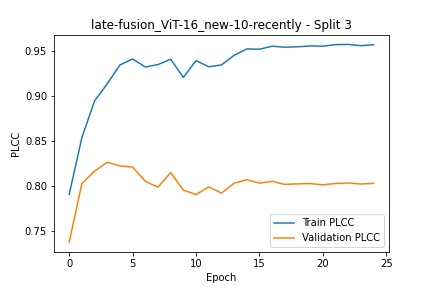 late-fusion_ViT-16_new-10-recently - Split 3
PLCC
0.95
0.90
0.85
0.80
0.75
0 5 10 15 20 25
Epoch
Train PLCC
Validation PLCC